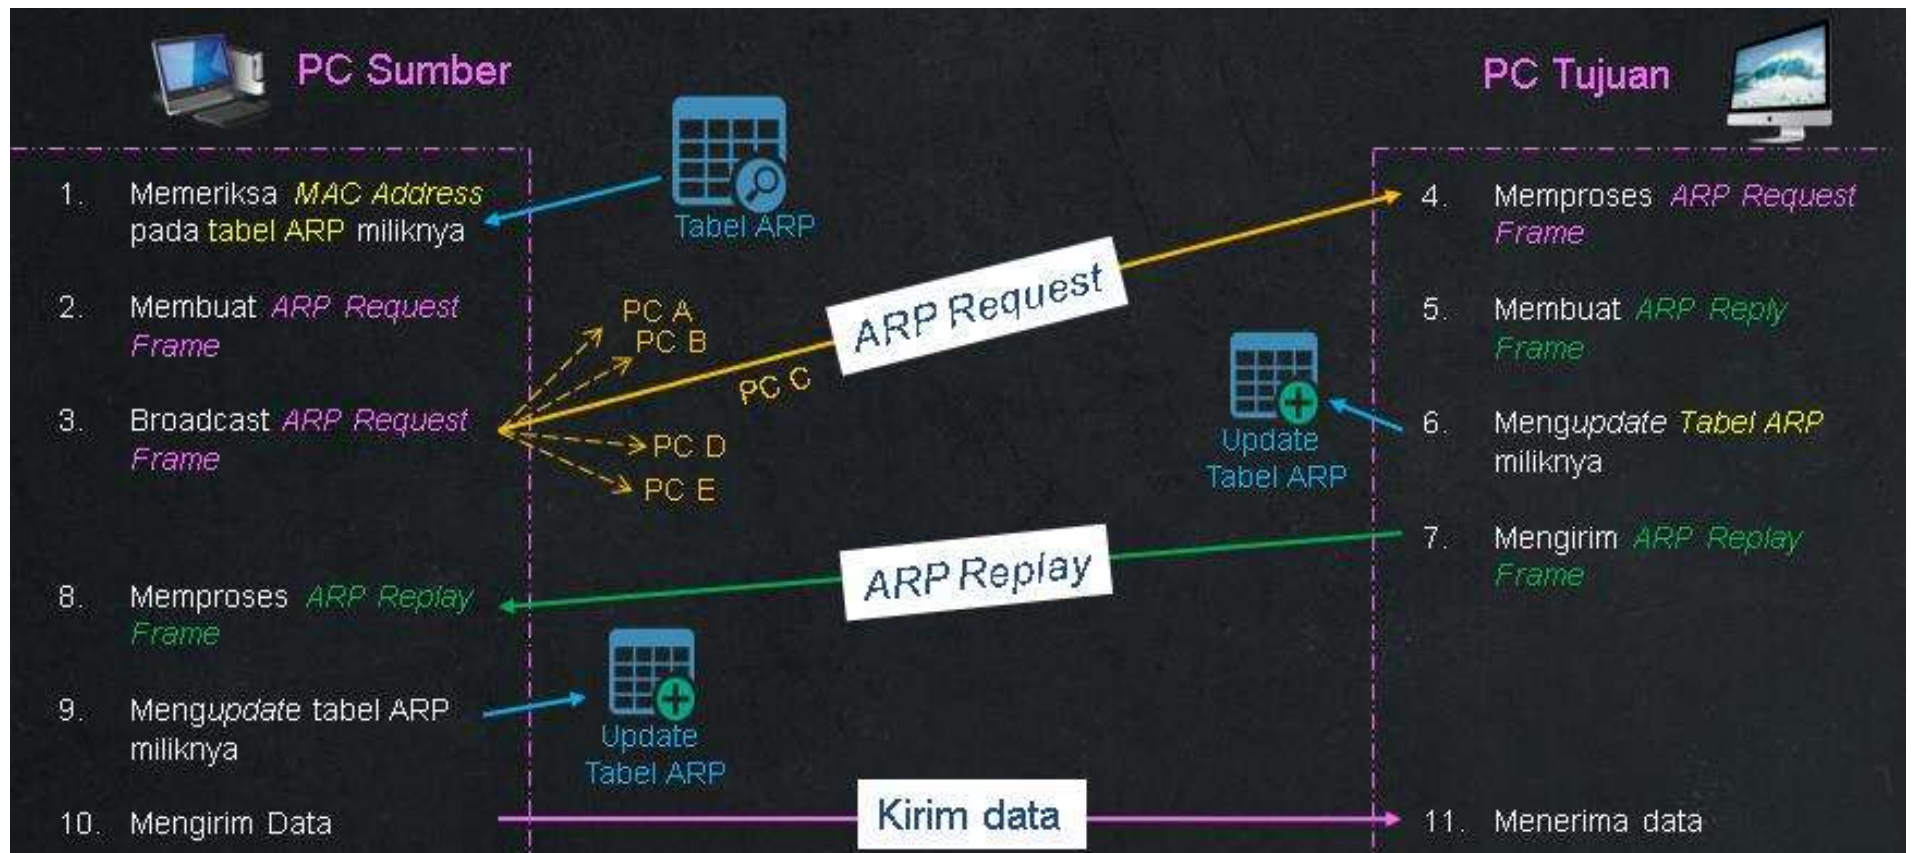 PC Sumber
PC Tujuan
1. Memeriksa MAC Address
pada tabel ARP miliknya
Tabel ARP
2. Membuat ARP Request
Frame
3. Broadcast ARP Request
Frame
PC A
PC B
PC C
PC D
PC E
ARP Request
4. Memproses ARP Request
Frame
5. Membuat ARP Reply
Frame
6. Mengupdate Tabel ARP
miliknya
Update
Tabel ARP
7. Mengirim ARP Replay
Frame
ARP Replay
8. Memproses ARP Replay
Frame
9. Mengupdate tabel ARP
miliknya
Update
Tabel ARP
10. Mengirim Data
Kirim data
11. Menerima data